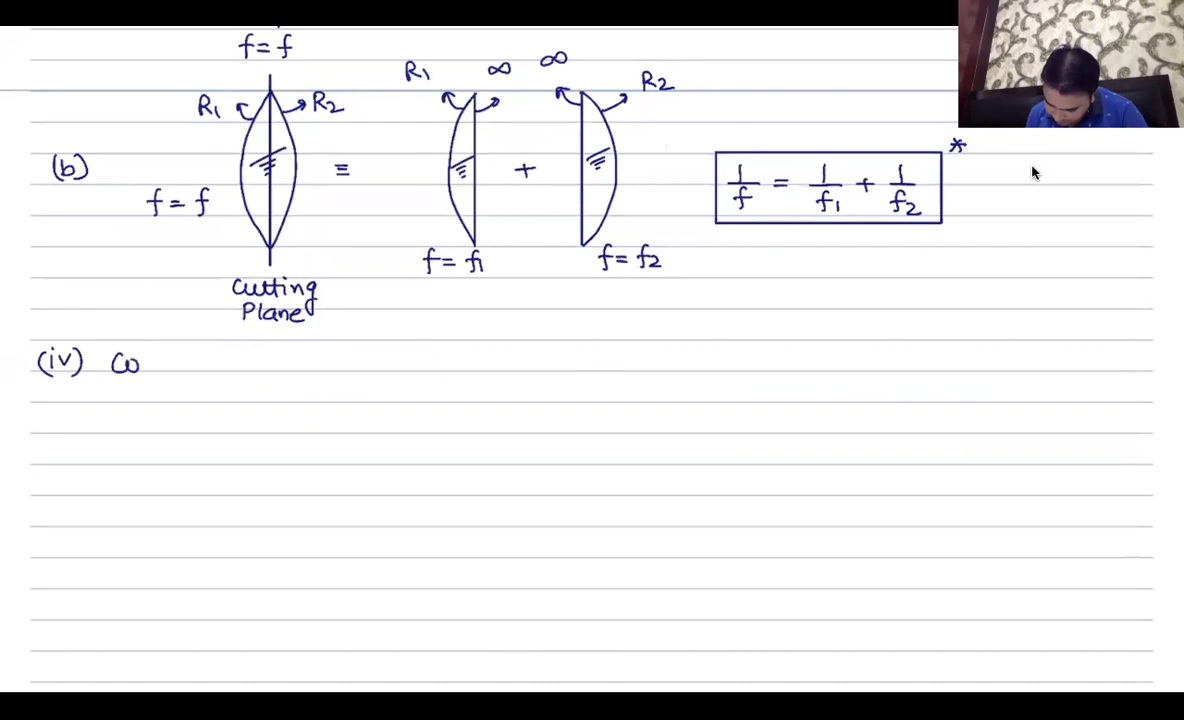 f = f
R₁ ∞ ∞ R₂
R₁ R₂
(b) ≡ + 1/f = 1/f₁ + 1/f₂ *
f = f
f = f₁ f = f₂
Cutting
Plane
(iv) Co